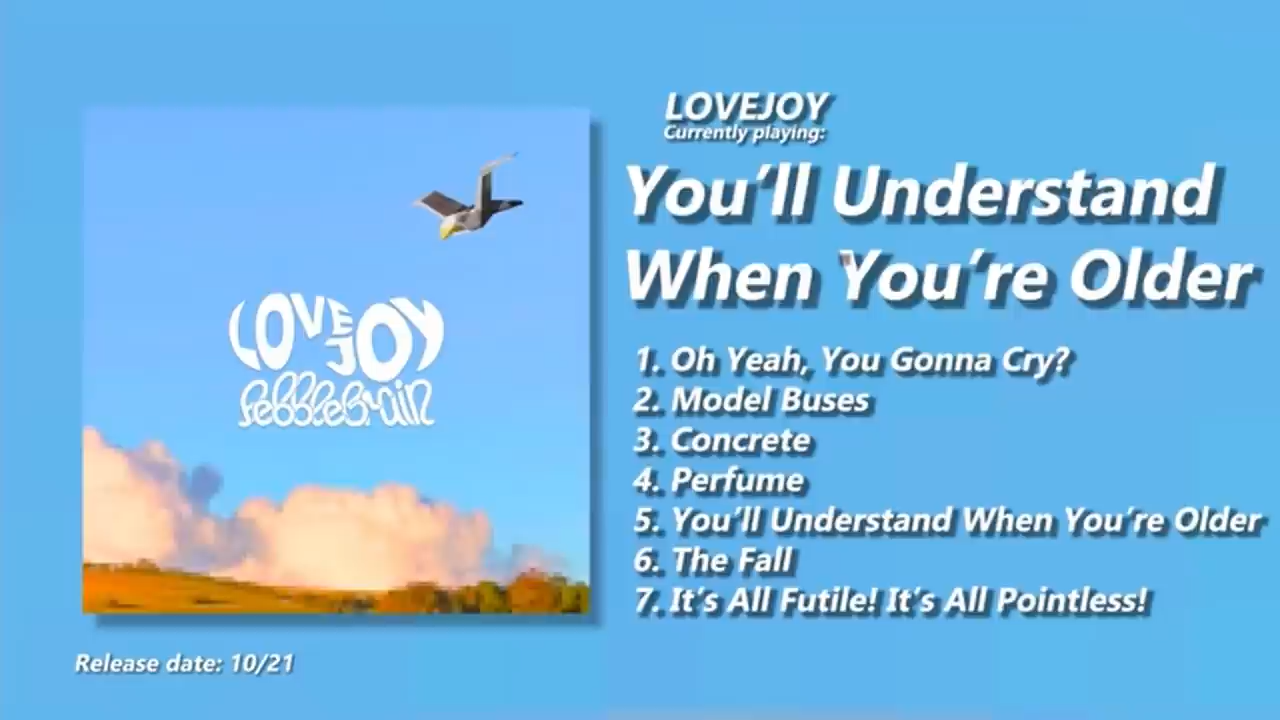 LOVEJOY
PebbleBrain
LOVEJOY
Currently playing:
You'll Understand
When You're Older
1. Oh Yeah, You Gonna Cry?
2. Model Buses
3. Concrete
4. Perfume
5. You'll Understand When You're Older
6. The Fall
7. It's All Futile! It's All Pointless!
Release date: 10/21